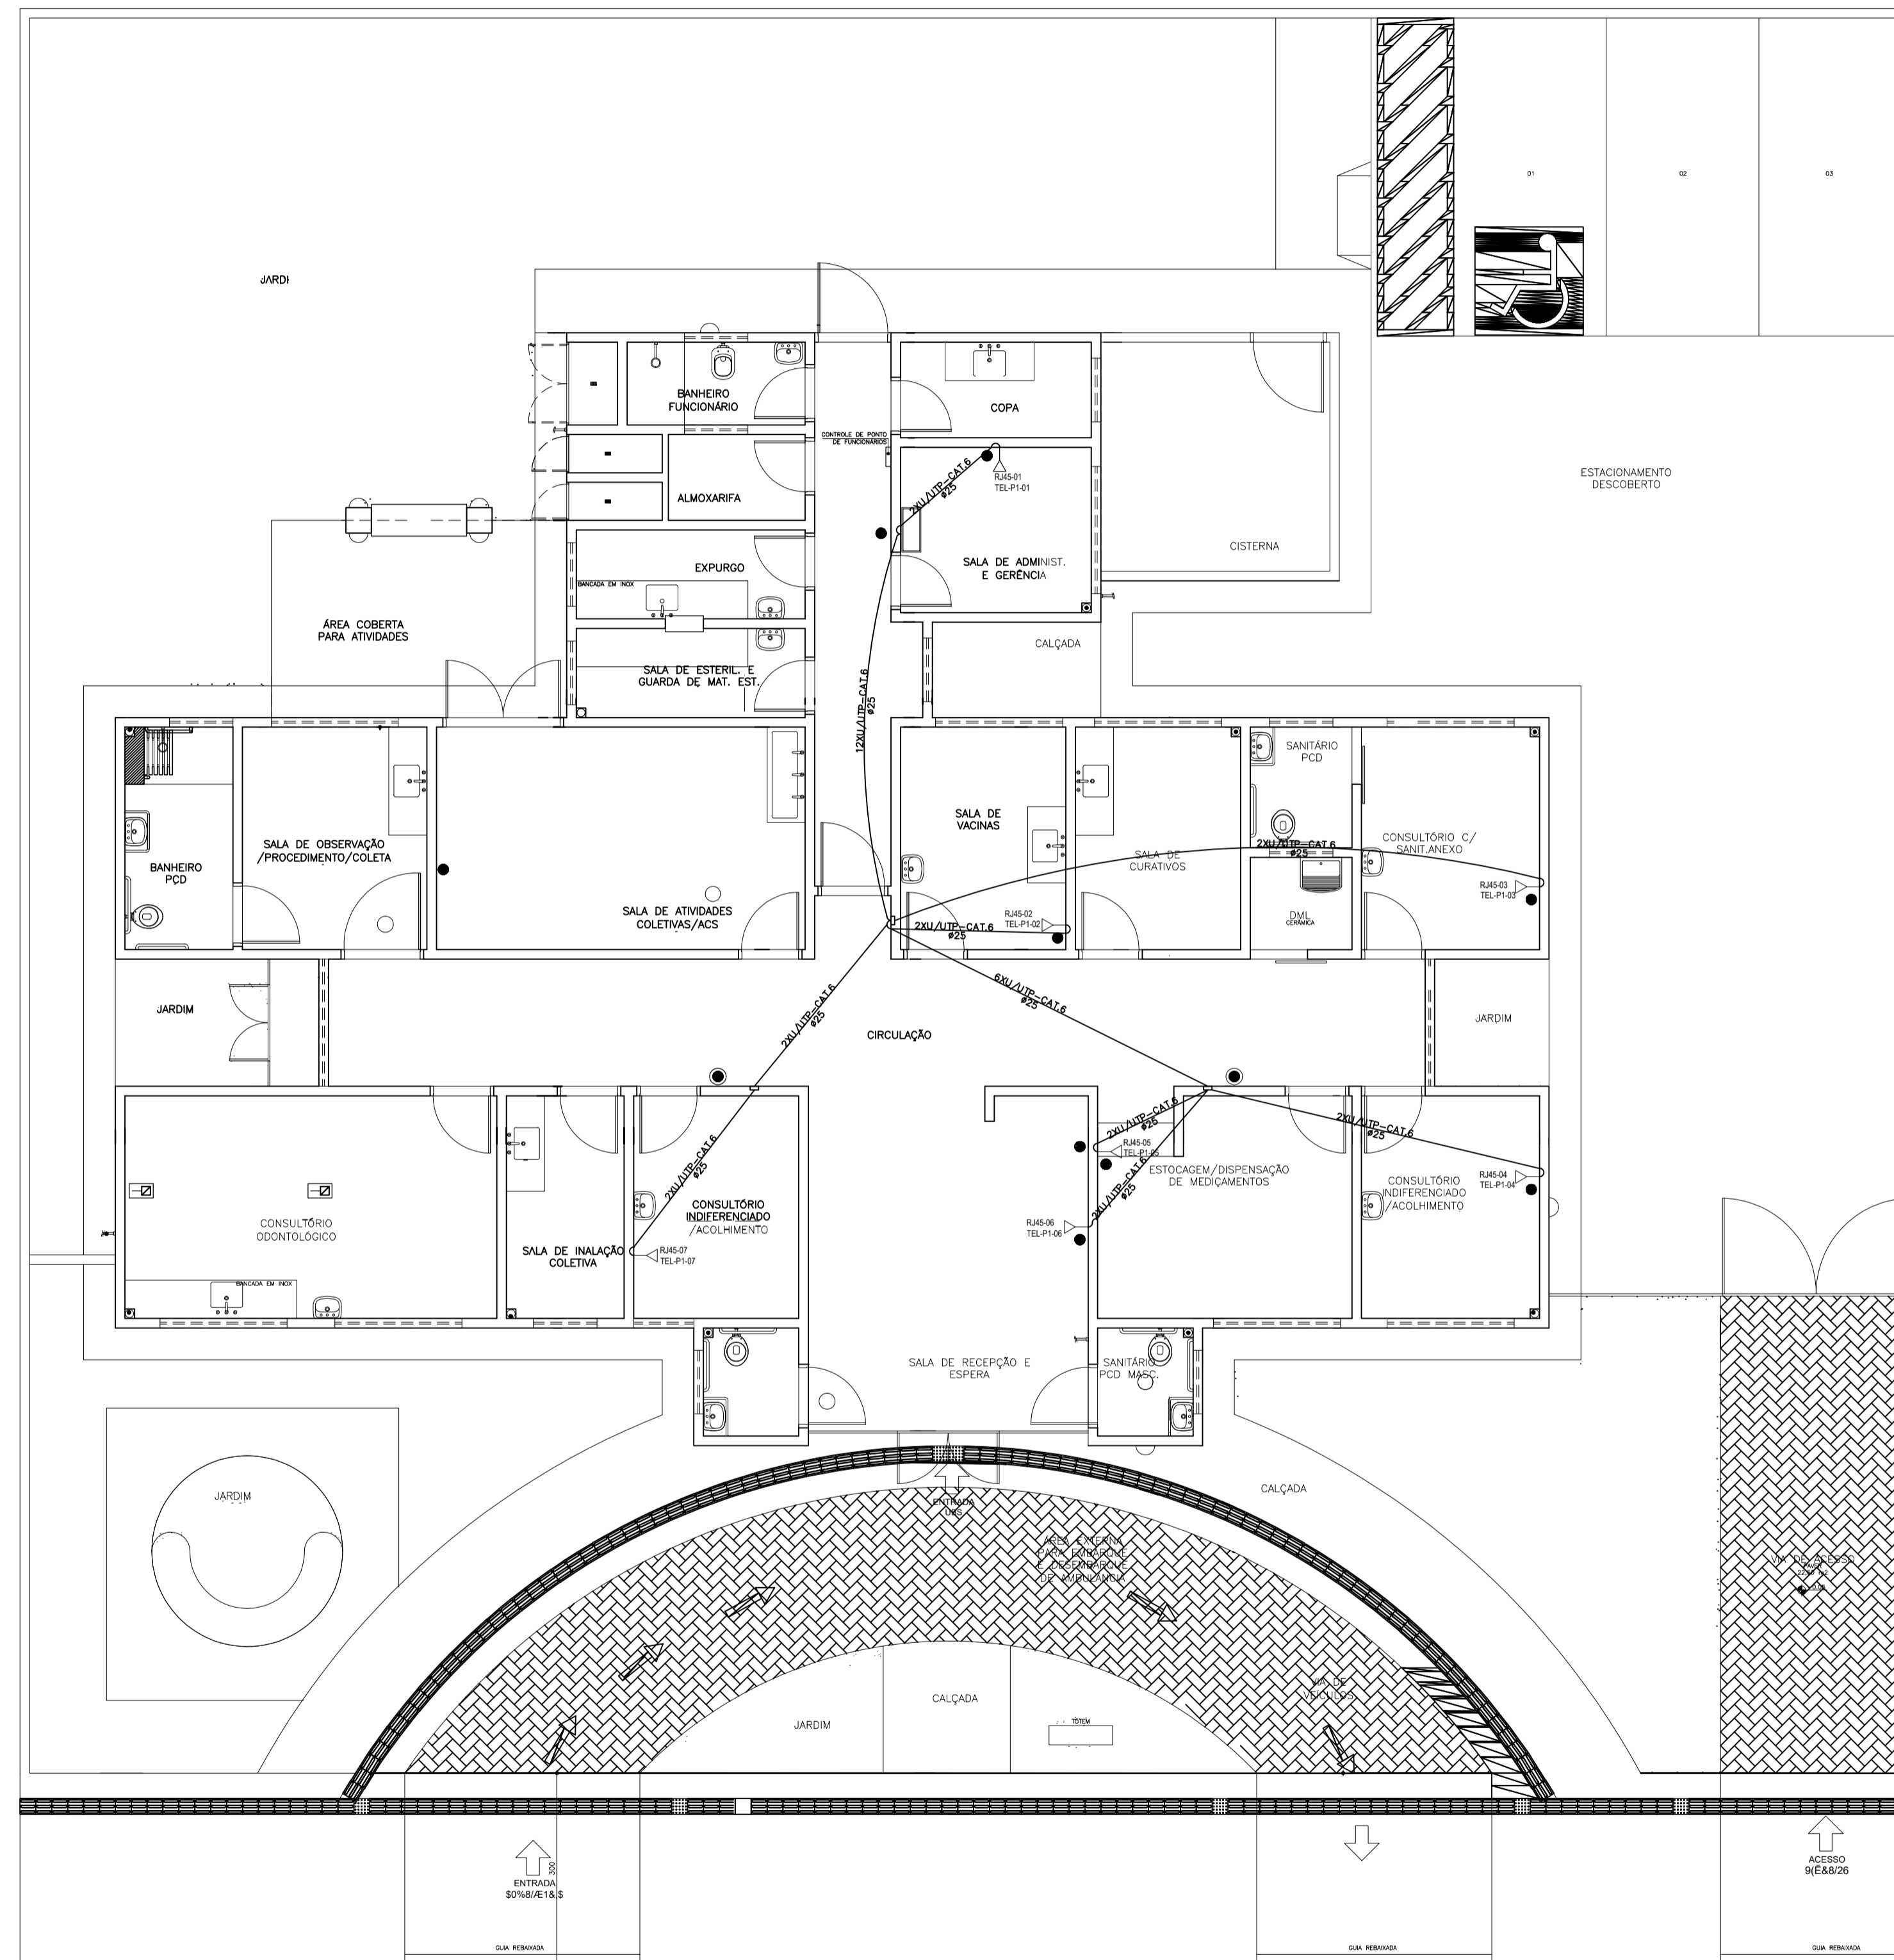 01
02
03
JARDI
BANHEIRO
FUNCIONÁRIO
COPA
CONTROLE DE PONTO
DE FUNCIONÁRIOS
2XU/UTP-CAT.6
ø25
RJ45-01
TEL-P1-01
ESTACIONAMENTO
DESCOBERTO
ALMOXARIFA
CISTERNA
EXPURGO
SALA DE ADMINIST.
E GERÊNCIA
BANCADA EM INOX
ÁREA COBERTA
PARA ATIVIDADES
CALÇADA
SALA DE ESTERIL. E
GUARDA DE MAT. EST.
12XU/UTP-CAT.6
ø25
SANITÁRIO
PCD
SALA DE
VACINAS
SALA DE OBSERVAÇÃO
/PROCEDIMENTO/COLETA
CONSULTÓRIO C/
SANIT.ANEXO
2XU/UTP-CAT.6
ø25
SALA DE
CURATIVOS
BANHEIRO
PCD
RJ45-03
TEL-P1-03
SALA DE ATIVIDADES
COLETIVAS/ACS
RJ45-02
TEL-P1-02
2XU/UTP-CAT.6
ø25
DML
CERÂMICA
JARDIM
2XU/UTP-CAT.6
ø25
6XU/UTP-CAT.6
ø25
CIRCULAÇÃO
JARDIM
2XU/UTP-CAT.6
ø25
2XU/UTP-CAT.6
ø25
RJ45-05
TEL-P1-05
2XU/UTP-CAT.6
ø25
2XU/UTP-CAT.6
ø25
ESTOCAGEM/DISPENSAÇÃO
DE MEDICAMENTOS
RJ45-04
TEL-P1-04
CONSULTÓRIO
INDIFERENCIADO
/ACOLHIMENTO
CONSULTÓRIO
INDIFERENCIADO
/ACOLHIMENTO
CONSULTÓRIO
ODONTOLÓGICO
RJ45-06
TEL-P1-06
SALA DE INALAÇÃO
COLETIVA
RJ45-07
TEL-P1-07
BANCADA EM INOX
SALA DE RECEPÇÃO E
ESPERA
SANITÁRIO
PCD MASC.
JARDIM
CALÇADA
ENTRADA
UBS
ÁREA EXTERNA
PARA EMBARQUE
E DESEMBARQUE
DE AMBULÂNCIA
VIA DE ACESSO
VIA DE
VEÍCULOS
CALÇADA
JARDIM
TOTEM
300
ENTRADA
$0%8/Æ1&,$
ACESSO
9(Ë&8/26
GUIA REBAIXADA
GUIA REBAIXADA
GUIA REBAIXADA